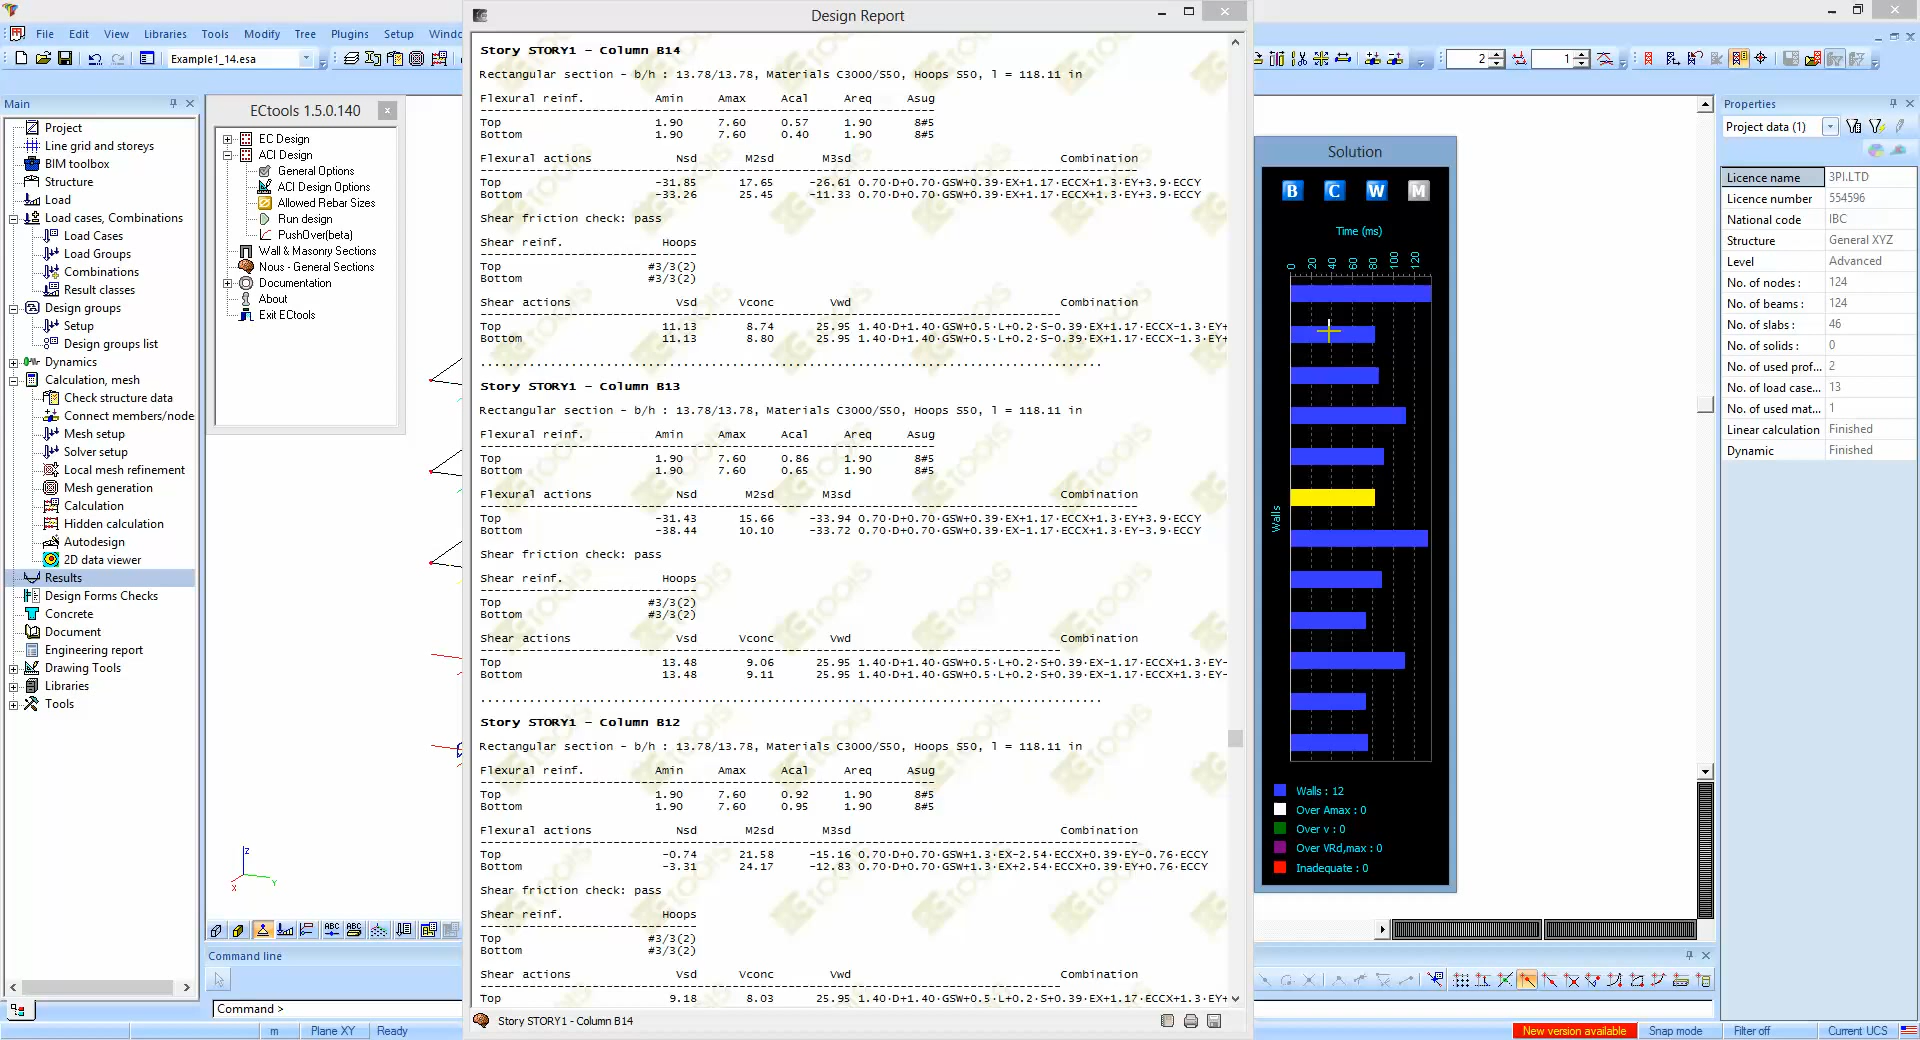 Design Report
File Edit View Libraries Tools Modify Tree Plugins Setup Windo
Example1_14.esa
2
1
Main
Project
Line grid and storeys
BIM toolbox
Structure
Load
Load cases, Combinations
Load Cases
Load Groups
Combinations
Result classes
Design groups
Setup
Design groups list
Dynamics
Calculation, mesh
Check structure data
Connect members/node
Mesh setup
Solver setup
Local mesh refinement
Mesh generation
Calculation
Hidden calculation
Autodesign
2D data viewer
Results
Design Forms Checks
Concrete
Document
Engineering report
Drawing Tools
Libraries
Tools
ECtools 1.5.0.140
EC Design
ACI Design
General Options
ACI Design Options
Allowed Rebar Sizes
Run design
PushOver(beta)
Wall & Masonry Sections
Nous - General Sections
Documentation
About
Exit ECtools
Z
X
Y
Story STORY1 - Column B14
Rectangular section - b/h : 13.78/13.78, Materials C3000/S50, Hoops S50, l = 118.11 in
Flexural reinf. Amin Amax Acal Areq Asug
Top 1.90 7.60 0.57 1.90 8#5
Bottom 1.90 7.60 0.40 1.90 8#5
Flexural actions Nsd M2sd M3sd Combination
Top -31.85 17.65 -26.61 0.70·D+0.70·GSW+0.39·EX+1.17·ECCX+1.3·EY+3.9·ECCY
Bottom -33.26 25.45 -11.33 0.70·D+0.70·GSW+0.39·EX+1.17·ECCX+1.3·EY+3.9·ECCY
Shear friction check: pass
Shear reinf. Hoops
Top #3/3(2)
Bottom #3/3(2)
Shear actions Vsd Vconc Vwd Combination
Top 11.13 8.74 25.95 1.40·D+1.40·GSW+0.5·L+0.2·S-0.39·EX+1.17·ECCX-1.3·EY+
Bottom 11.13 8.80 25.95 1.40·D+1.40·GSW+0.5·L+0.2·S-0.39·EX+1.17·ECCX-1.3·EY+
Story STORY1 - Column B13
Rectangular section - b/h : 13.78/13.78, Materials C3000/S50, Hoops S50, l = 118.11 in
Flexural reinf. Amin Amax Acal Areq Asug
Top 1.90 7.60 0.86 1.90 8#5
Bottom 1.90 7.60 0.65 1.90 8#5
Flexural actions Nsd M2sd M3sd Combination
Top -31.43 15.66 -33.94 0.70·D+0.70·GSW+0.39·EX+1.17·ECCX+1.3·EY+3.9·ECCY
Bottom -38.44 10.10 -33.72 0.70·D+0.70·GSW+0.39·EX+1.17·ECCX+1.3·EY+3.9·ECCY
Shear friction check: pass
Shear reinf. Hoops
Top #3/3(2)
Bottom #3/3(2)
Shear actions Vsd Vconc Vwd Combination
Top 13.48 9.06 25.95 1.40·D+1.40·GSW+0.5·L+0.2·S+0.39·EX-1.17·ECCX+1.3·EY-
Bottom 13.48 9.11 25.95 1.40·D+1.40·GSW+0.5·L+0.2·S+0.39·EX-1.17·ECCX+1.3·EY-
Story STORY1 - Column B12
Rectangular section - b/h : 13.78/13.78, Materials C3000/S50, Hoops S50, l = 118.11 in
Flexural reinf. Amin Amax Acal Areq Asug
Top 1.90 7.60 0.92 1.90 8#5
Bottom 1.90 7.60 0.95 1.90 8#5
Flexural actions Nsd M2sd M3sd Combination
Top -0.74 21.58 -15.16 0.70·D+0.70·GSW+1.3·EX-2.54·ECCX+0.39·EY-0.76·ECCY
Bottom -3.31 24.17 -12.83 0.70·D+0.70·GSW+1.3·EX+2.54·ECCX+0.39·EY+0.76·ECCY
Shear friction check: pass
Shear reinf. Hoops
Top #3/3(2)
Bottom #3/3(2)
Shear actions Vsd Vconc Vwd Combination
Top 9.18 8.03 25.95 1.40·D+1.40·GSW+0.5·L+0.2·S+0.39·EX+1.17·ECCX+1.3·EY+
Story STORY1 - Column B14
Solution
B C W M
Time (ms)
0 20 40 60 80 100 120
Walls
Walls : 12
Over Amax : 0
Over v : 0
Over VRd,max : 0
Inadequate : 0
Properties
Project data (1)
Licence name 3PI.LTD
Licence number 554596
National code IBC
Structure General XYZ
Level Advanced
No. of nodes : 124
No. of beams : 124
No. of slabs : 46
No. of solids : 0
No. of used prof... 2
No. of load case... 13
No. of used mat... 1
Linear calculation Finished
Dynamic Finished
ABC ABC
Command line
Command >
m Plane XY Ready
New version available Snap mode Filter off Current UCS